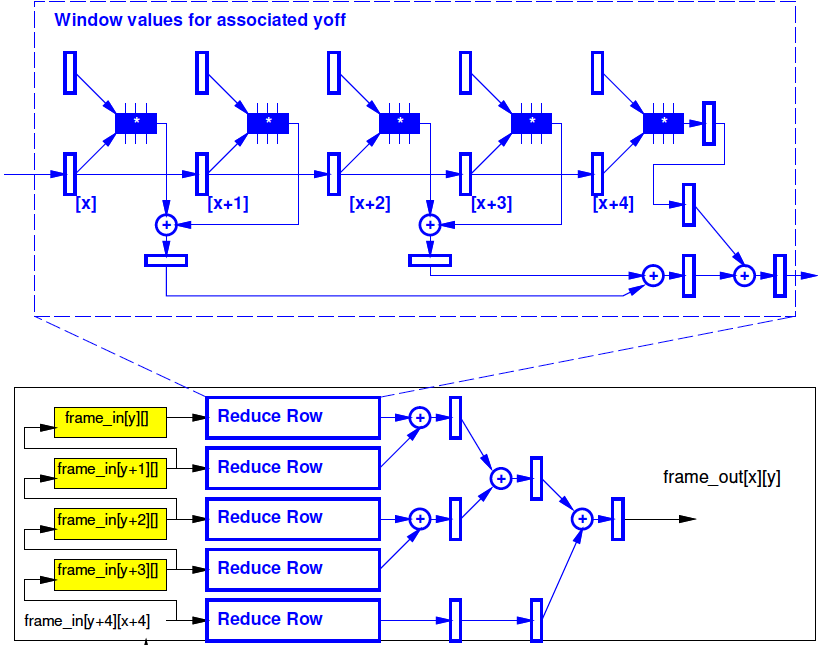 Window values for associated yoff
* * * * *
[x] [x+1] [x+2] [x+3] [x+4]
+ +
+ +
frame_in[y][] Reduce Row +
frame_in[y+1][] Reduce Row
+ frame_out[x][y]
frame_in[y+2][] Reduce Row + +
frame_in[y+3][] Reduce Row
frame_in[y+4][x+4] Reduce Row